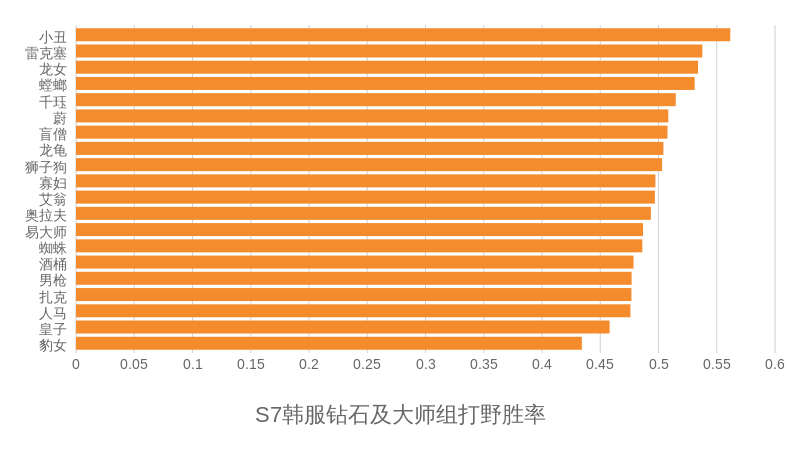 小丑
雷克塞
龙女
螳螂
千珏
蔚
盲僧
龙龟
狮子狗
寡妇
艾翁
奥拉夫
易大师
蜘蛛
酒桶
男枪
扎克
人马
皇子
豹女
0 0.05 0.1 0.15 0.2 0.25 0.3 0.35 0.4 0.45 0.5 0.55 0.6
S7韩服钻石及大师组打野胜率